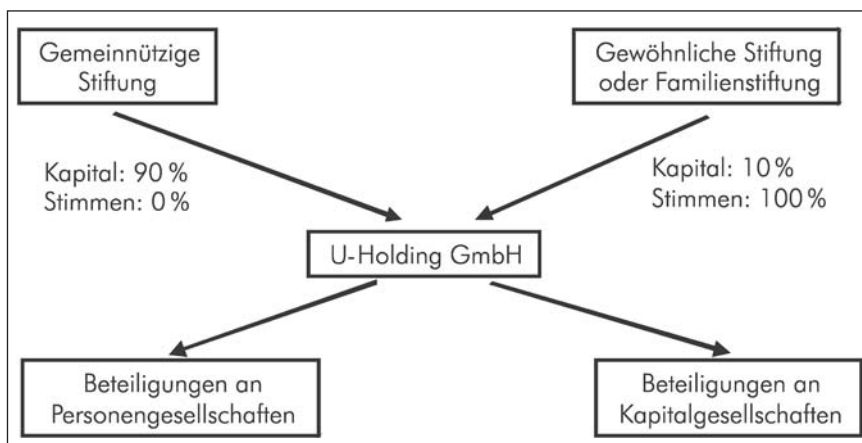 Gemeinnützige
Stiftung
Gewöhnliche Stiftung
oder Familienstiftung
Kapital: 90 %
Stimmen: 0 %
Kapital: 10 %
Stimmen: 100 %
U-Holding GmbH
Beteiligungen an
Personengesellschaften
Beteiligungen an
Kapitalgesellschaften